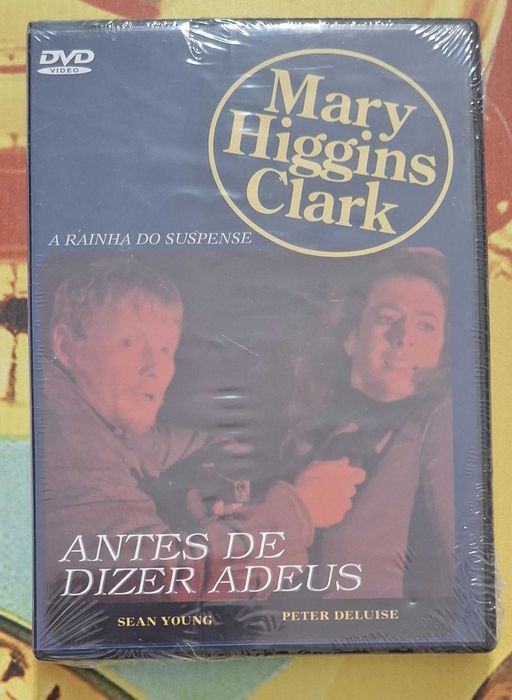 DVD
VIDEO
Mary
Higgins
Clark
A RAINHA DO SUSPENSE
ANTES DE
DIZER ADEUS
SEAN YOUNG PETER DELUISE